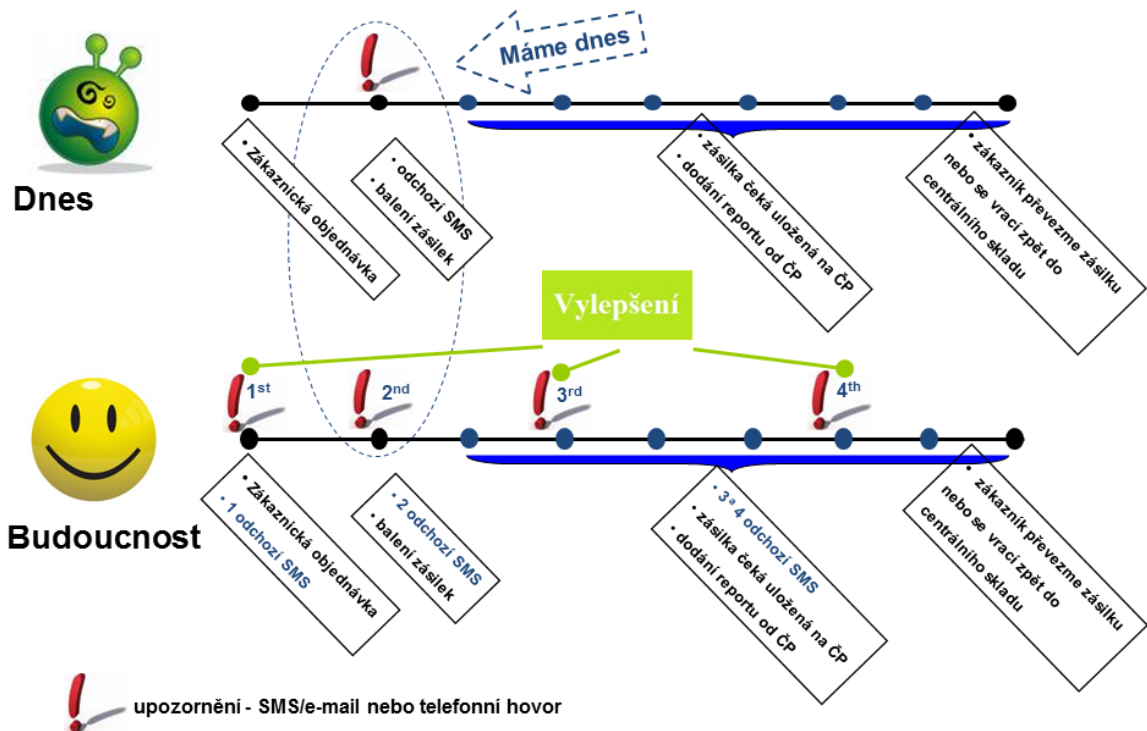 Máme dnes
Dnes
• Zákaznická objednávka
• odchozí SMS
• balení zásilek
• zásilka čeká uložená na ČP
• dodání reportu od ČP
• zákazník převezme zásilku
nebo se vrací zpět do
centrálního skladu
Vylepšení
1st
2nd
3rd
4th
Budoucnost
• Zákaznická objednávka
• 1 odchozí SMS
• 2 odchozí SMS
• balení zásilek
• 3 a 4 odchozí SMS
• zásilka čeká uložená na ČP
• dodání reportu od ČP
• zákazník převezme zásilku
nebo se vrací zpět do
centrálního skladu
upozornění - SMS/e-mail nebo telefonní hovor